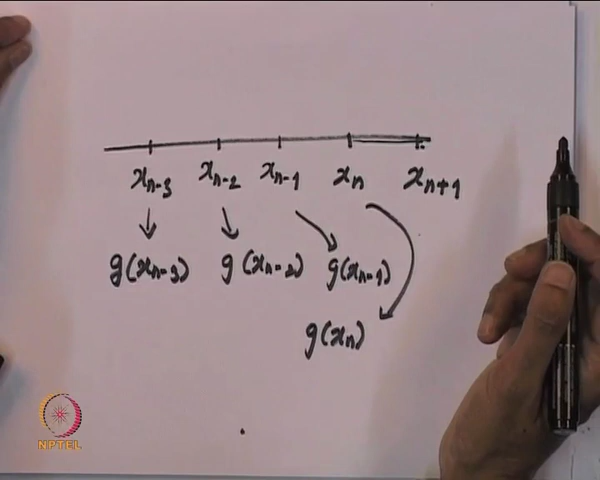 xₙ₋₃ xₙ₋₂ xₙ₋₁ xₙ xₙ₊₁
g(xₙ₋₃) g(xₙ₋₂) g(xₙ₋₁)
g(xₙ)
NPTEL